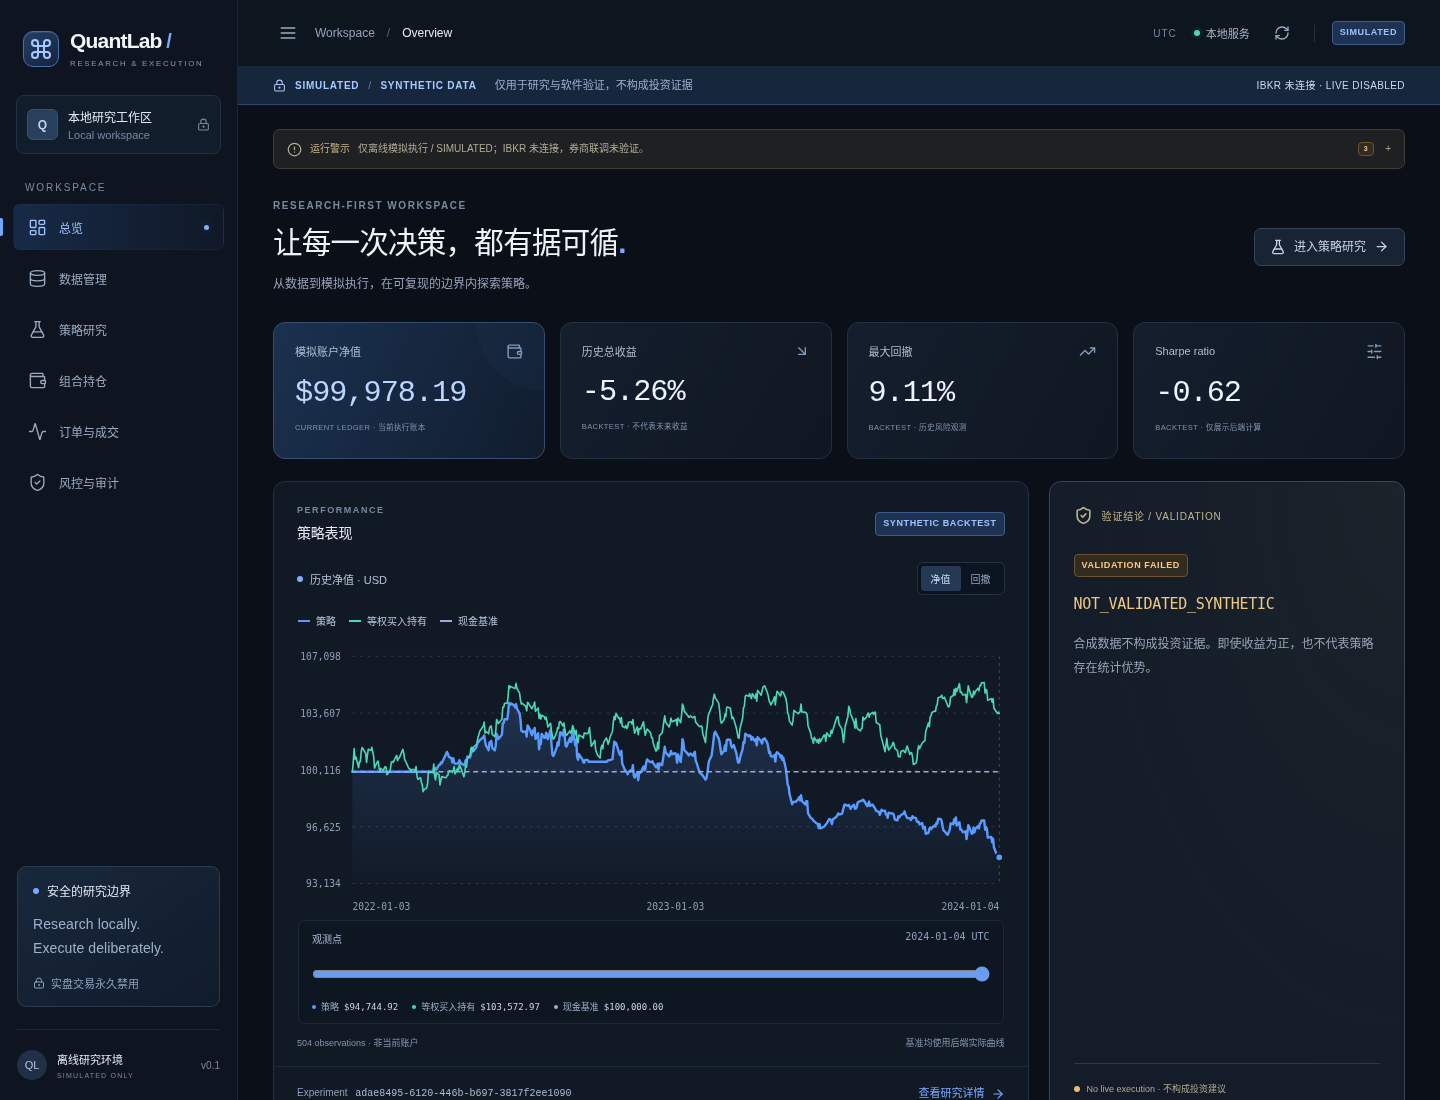 QuantLab /
RESEARCH & EXECUTION
Q
本地研究工作区
Local workspace
WORKSPACE
总览
数据管理
策略研究
组合持仓
订单与成交
风控与审计
安全的研究边界
Research locally.
Execute deliberately.
实盘交易永久禁用
QL
离线研究环境
SIMULATED ONLY
v0.1
Workspace / Overview
UTC
本地服务
SIMULATED
SIMULATED / SYNTHETIC DATA 仅用于研究与软件验证，不构成投资证据
IBKR 未连接 · LIVE DISABLED
运行警示 仅离线模拟执行 / SIMULATED；IBKR 未连接，券商联调未验证。
3 +
RESEARCH-FIRST WORKSPACE
让每一次决策，都有据可循.
从数据到模拟执行，在可复现的边界内探索策略。
进入策略研究
模拟账户净值
$99,978.19
CURRENT LEDGER · 当前执行账本
历史总收益
-5.26%
BACKTEST · 不代表未来收益
最大回撤
9.11%
BACKTEST · 历史风险观测
Sharpe ratio
-0.62
BACKTEST · 仅展示后端计算
PERFORMANCE
策略表现
SYNTHETIC BACKTEST
历史净值 · USD
净值 回撤
策略 等权买入持有 现金基准
107,098
103,607
100,116
96,625
93,134
2022-01-03 2023-01-03 2024-01-04
观测点
2024-01-04 UTC
策略 $94,744.92 等权买入持有 $103,572.97 现金基准 $100,000.00
504 observations · 非当前账户
基准均使用后端实际曲线
Experiment adae8495-6120-446b-b697-3817f2ee1090
查看研究详情
验证结论 / VALIDATION
VALIDATION FAILED
NOT_VALIDATED_SYNTHETIC
合成数据不构成投资证据。即使收益为正，也不代表策略
存在统计优势。
No live execution · 不构成投资建议